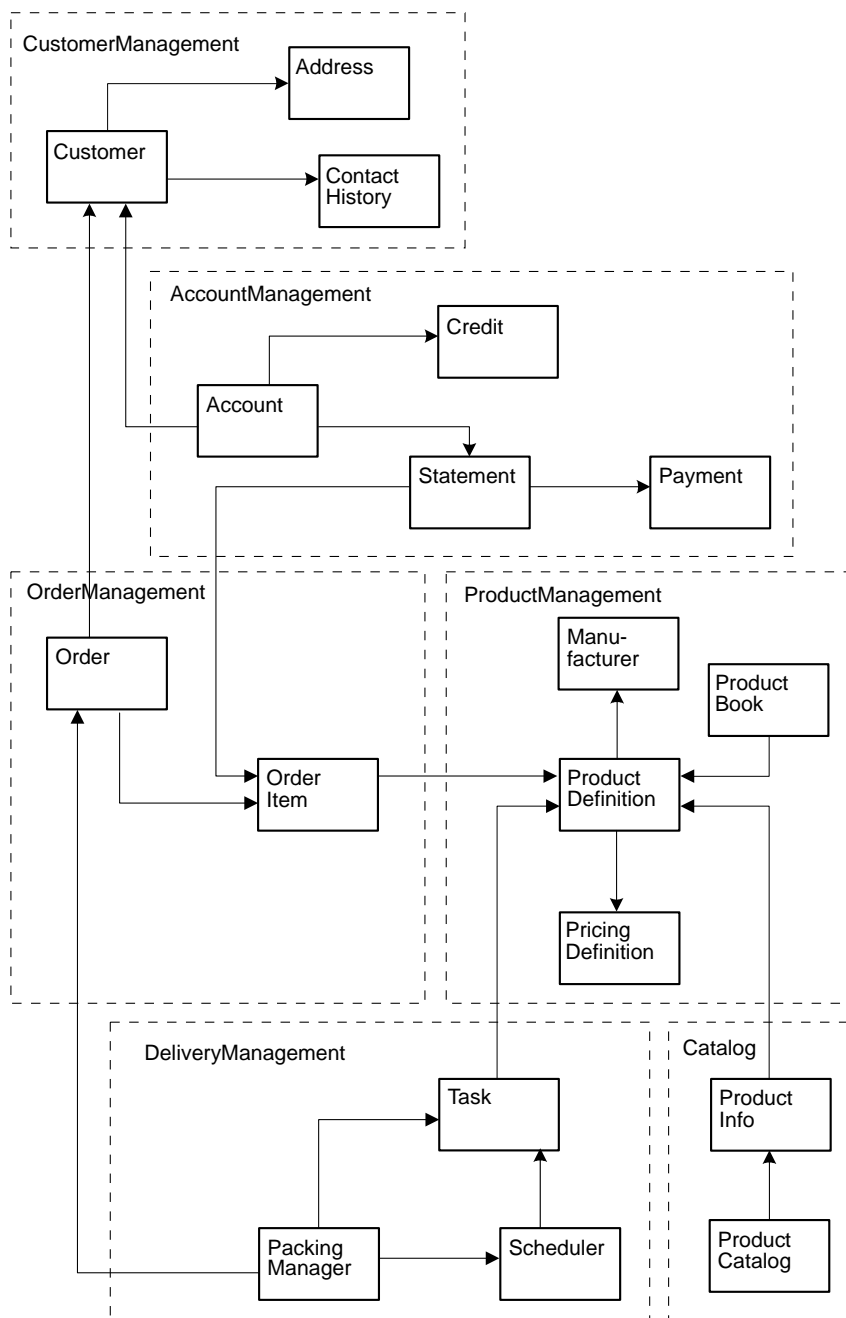 CustomerManagement
Address
Customer
Contact
History
AccountManagement
Credit
Account
Statement
Payment
OrderManagement
ProductManagement
Order
Manu-
facturer
Product
Book
Order
Item
Product
Definition
Pricing
Definition
DeliveryManagement
Catalog
Task
Product
Info
Packing
Manager
Scheduler
Product
Catalog